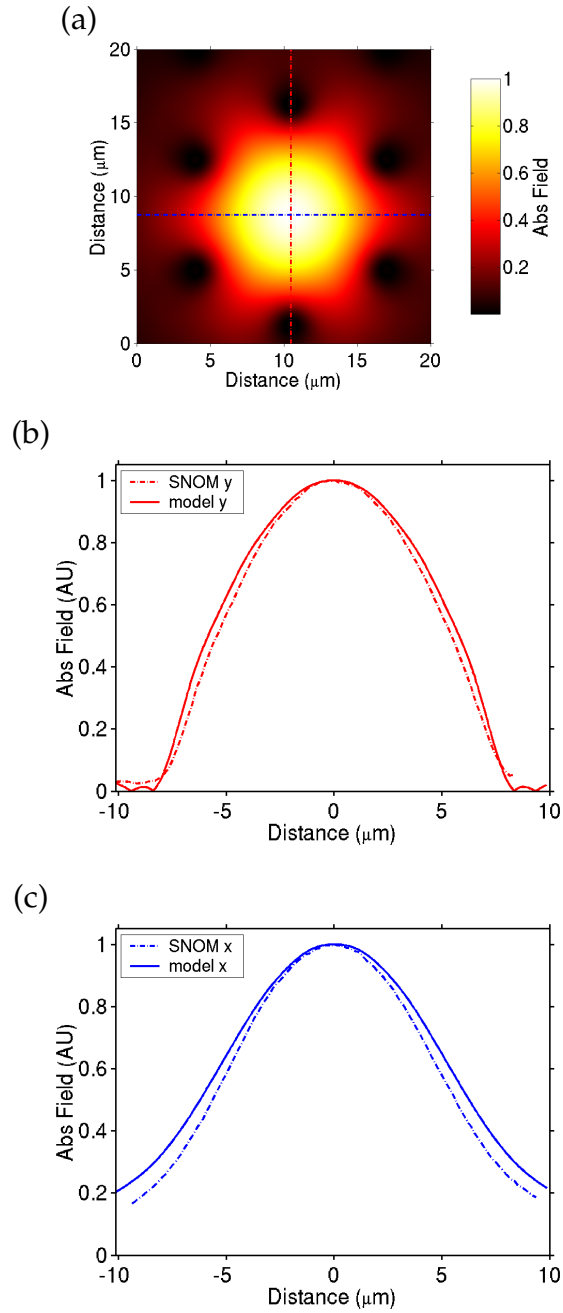 (a)
20
15
10
5
0
Distance (μm)
0
5
10
15
20
Distance (μm)
1
0.8
0.6
0.4
0.2
Abs Field
(b)
SNOM y
model y
1
0.8
0.6
0.4
0.2
0
Abs Field (AU)
-10
-5
0
5
10
Distance (μm)
(c)
SNOM x
model x
1
0.8
0.6
0.4
0.2
0
Abs Field (AU)
-10
-5
0
5
10
Distance (μm)